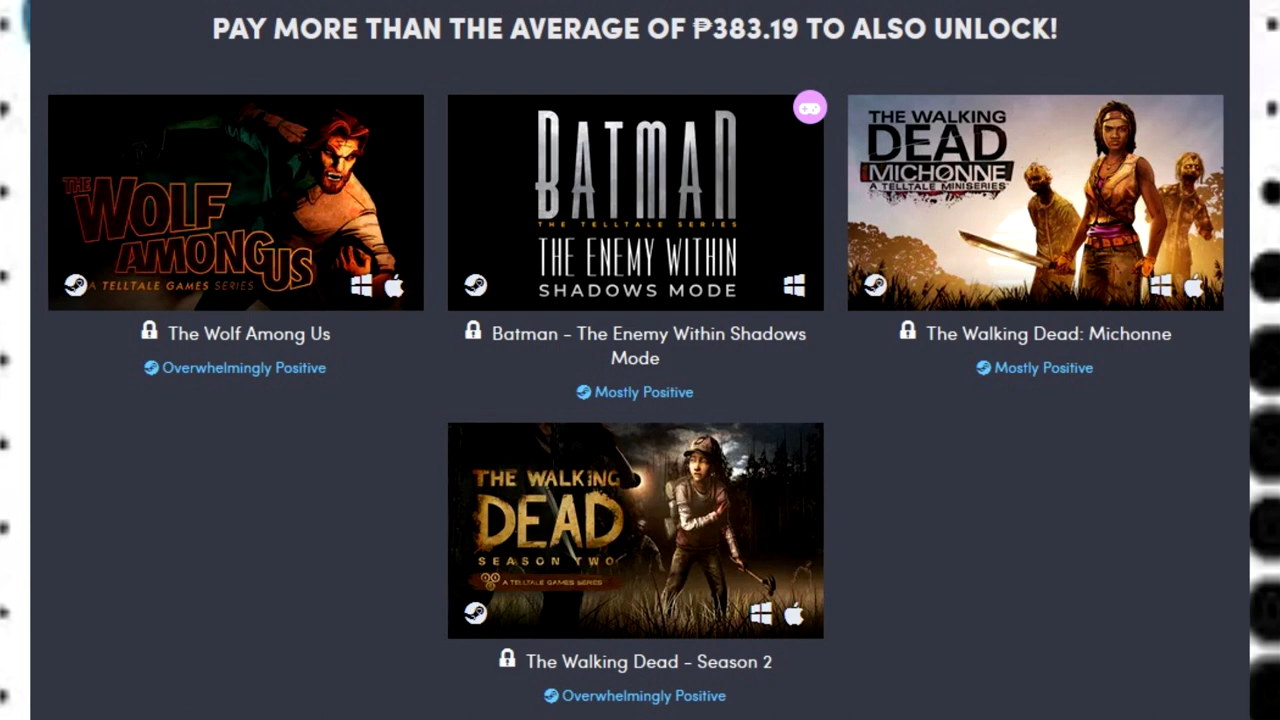 PAY MORE THAN THE AVERAGE OF ₱383.19 TO ALSO UNLOCK!
THE
WOLF
AMONG US
A TELLTALE GAMES SERIES
BATMAN
THE TELLTALE SERIES
THE ENEMY WITHIN
SHADOWS MODE
THE WALKING
DEAD
MICHONNE
A TELLTALE MINISERIES
The Wolf Among Us
Overwhelmingly Positive
Batman - The Enemy Within Shadows
Mode
Mostly Positive
The Walking Dead: Michonne
Mostly Positive
THE WALKING
DEAD
SEASON TWO
A TELLTALE GAMES SERIES
The Walking Dead - Season 2
Overwhelmingly Positive